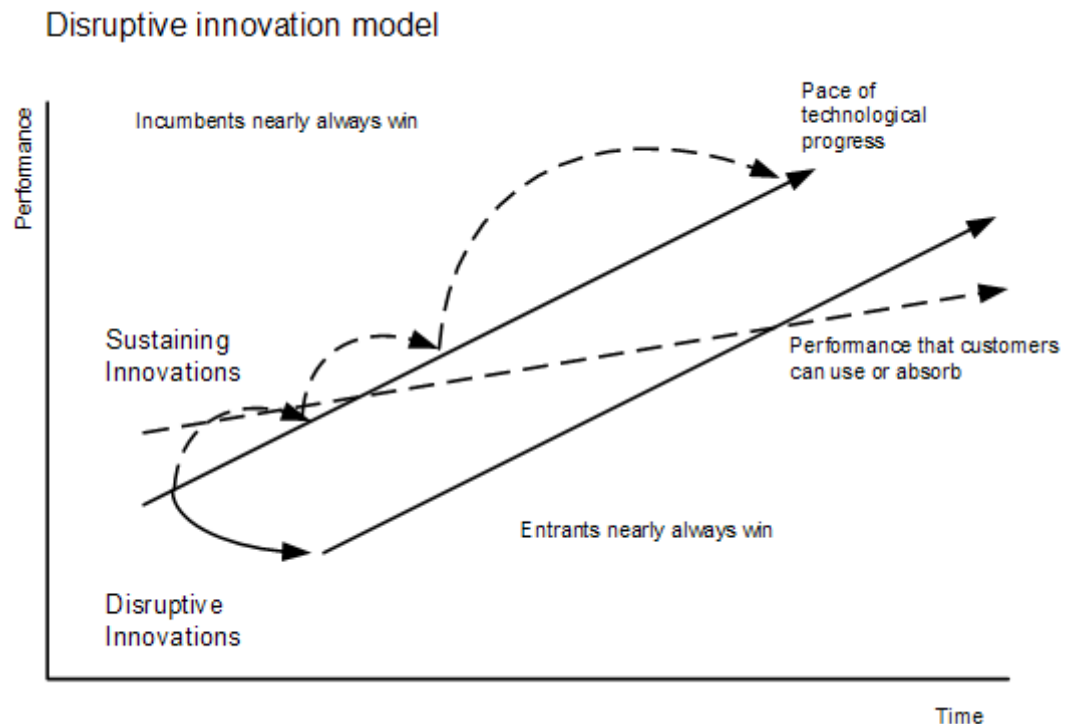 Disruptive innovation model
Performance
Incumbents nearly always win
Pace of
technological
progress
Sustaining
Innovations
Performance that customers
can use or absorb
Entrants nearly always win
Disruptive
Innovations
Time